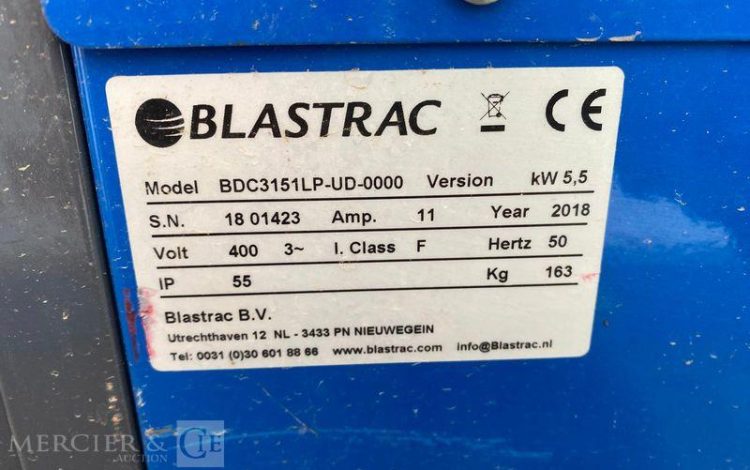 BLASTRAC CE
Model BDC3151LP-UD-0000 Version kW 5,5
S.N. 18 01423 Amp. 11 Year 2018
Volt 400 3~ I. Class F Hertz 50
IP 55 Kg 163
Blastrac B.V.
Utrechthaven 12 NL - 3433 PN NIEUWEGEIN
Tel: 0031 (0)30 601 88 66 www.blastrac.com info@Blastrac.nl
MERCIER & CIE
AUCTION